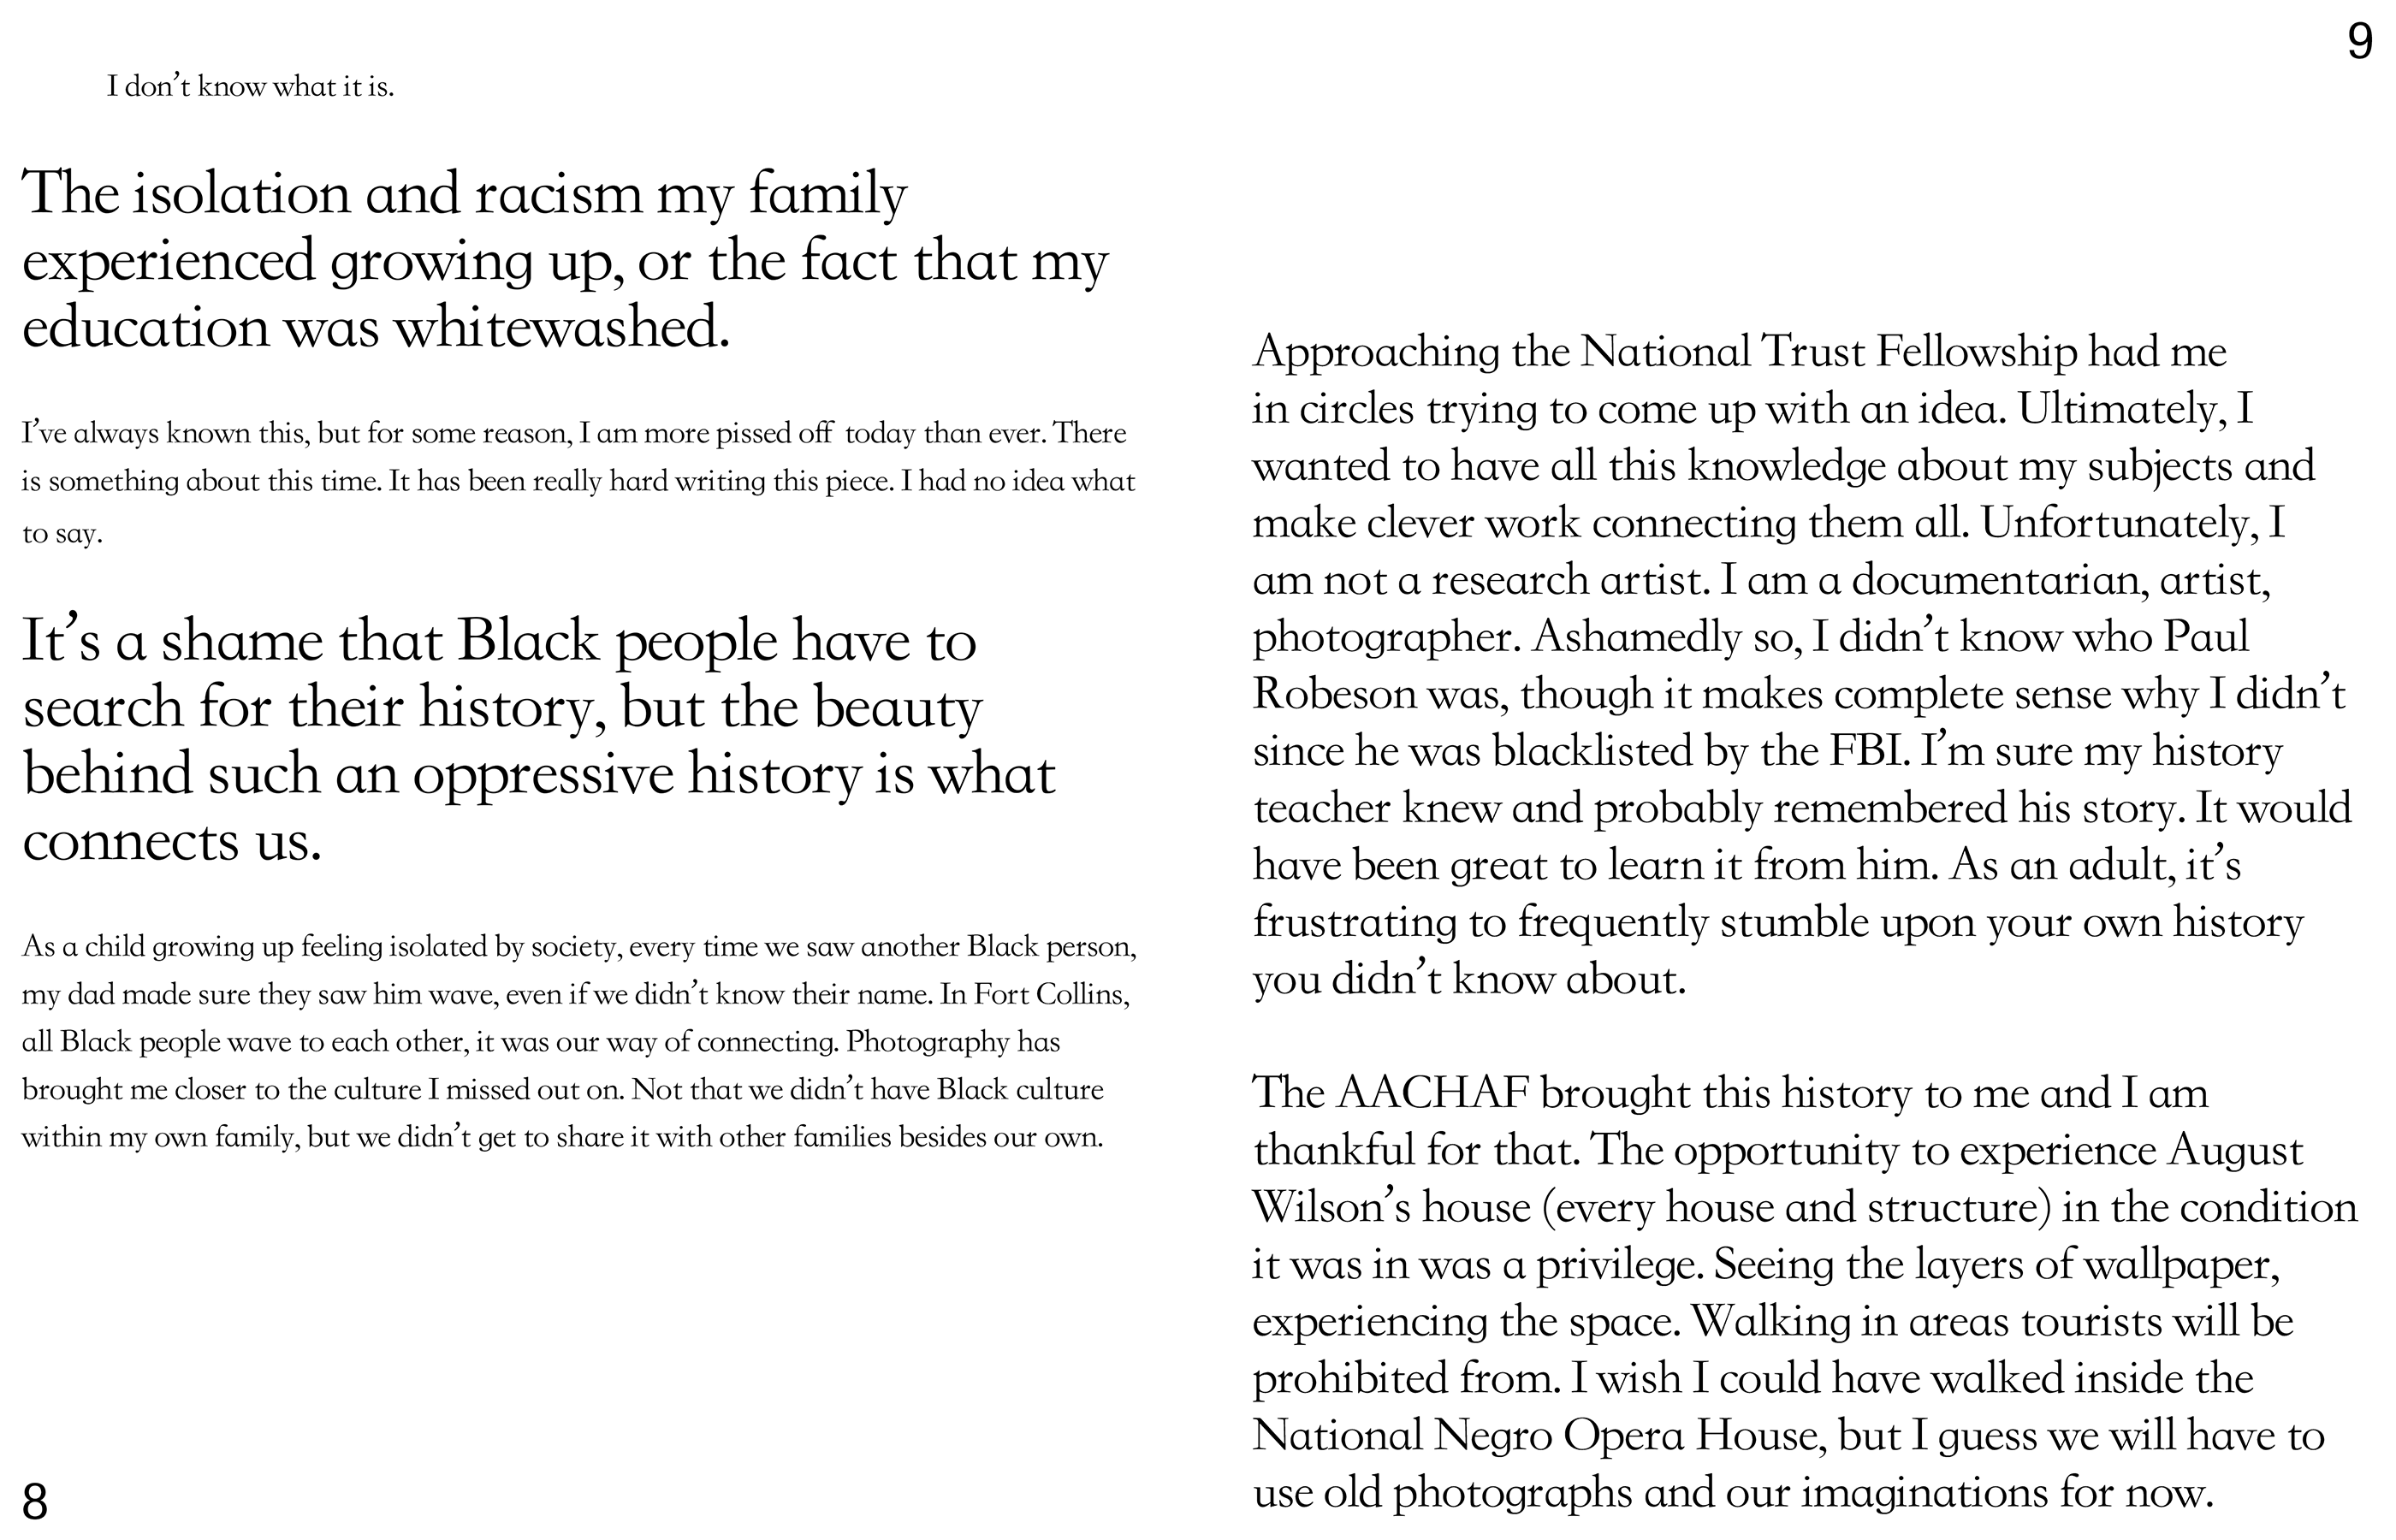 I don’t know what it is.
The isolation and racism my family
experienced growing up, or the fact that my
education was whitewashed.
I’ve always known this, but for some reason, I am more pissed off today than ever. There
is something about this time. It has been really hard writing this piece. I had no idea what
to say.
It’s a shame that Black people have to
search for their history, but the beauty
behind such an oppressive history is what
connects us.
As a child growing up feeling isolated by society, every time we saw another Black person,
my dad made sure they saw him wave, even if we didn’t know their name. In Fort Collins,
all Black people wave to each other, it was our way of connecting. Photography has
brought me closer to the culture I missed out on. Not that we didn’t have Black culture
within my own family, but we didn’t get to share it with other families besides our own.
8
9
Approaching the National Trust Fellowship had me
in circles trying to come up with an idea. Ultimately, I
wanted to have all this knowledge about my subjects and
make clever work connecting them all. Unfortunately, I
am not a research artist. I am a documentarian, artist,
photographer. Ashamedly so, I didn’t know who Paul
Robeson was, though it makes complete sense why I didn’t
since he was blacklisted by the FBI. I’m sure my history
teacher knew and probably remembered his story. It would
have been great to learn it from him. As an adult, it’s
frustrating to frequently stumble upon your own history
you didn’t know about.
The AACHAF brought this history to me and I am
thankful for that. The opportunity to experience August
Wilson’s house (every house and structure) in the condition
it was in was a privilege. Seeing the layers of wallpaper,
experiencing the space. Walking in areas tourists will be
prohibited from. I wish I could have walked inside the
National Negro Opera House, but I guess we will have to
use old photographs and our imaginations for now.